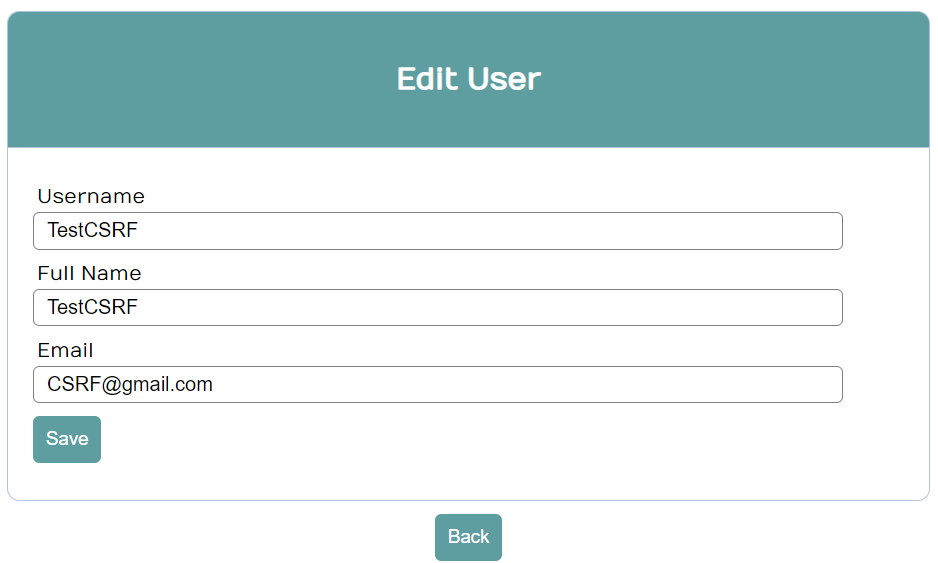 Edit User
Username
TestCSRF
Full Name
TestCSRF
Email
CSRF@gmail.com
Save
Back